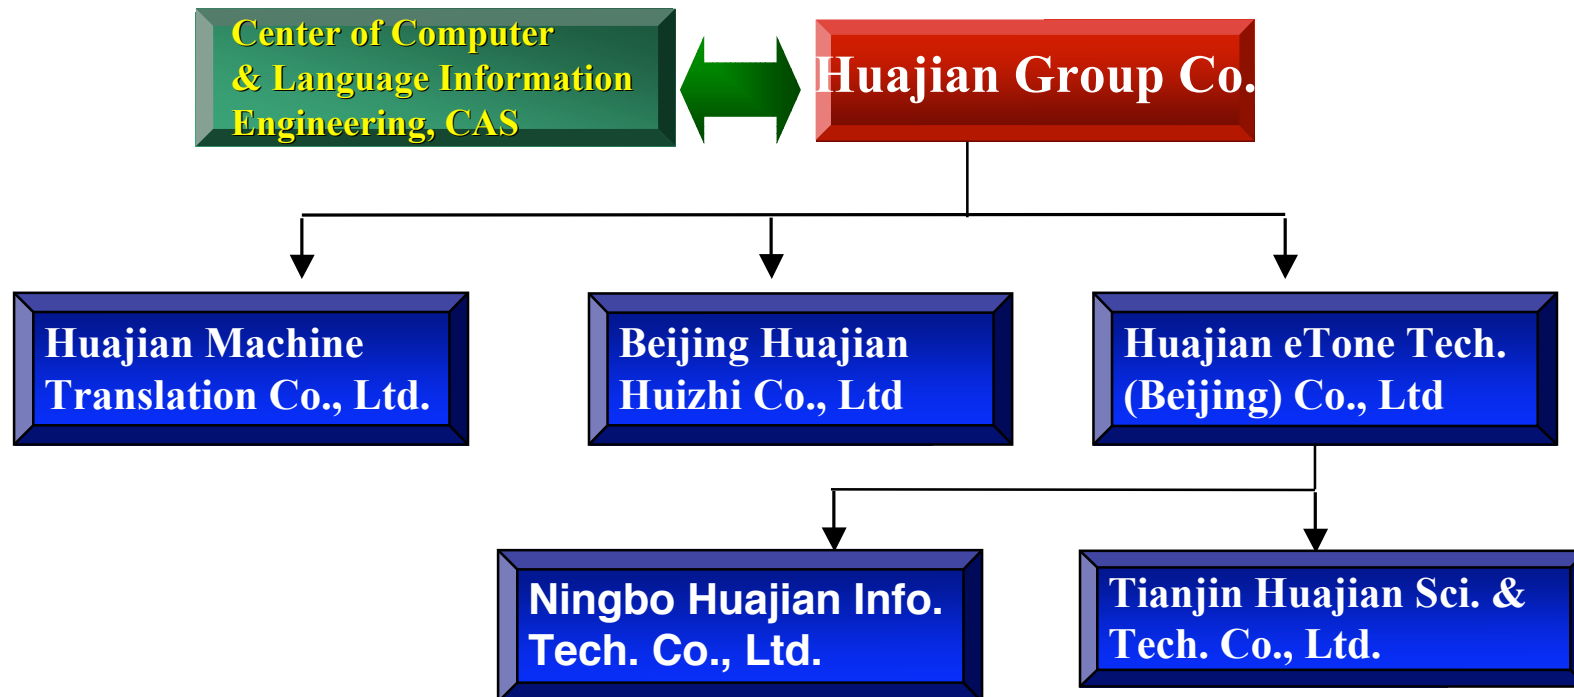 Center of Computer
& Language Information
Engineering, CAS
Huajian Group Co.
Huajian Machine
Translation Co., Ltd.
Beijing Huajian
Huizhi Co., Ltd
Huajian eTone Tech.
(Beijing) Co., Ltd
Ningbo Huajian Info.
Tech. Co., Ltd.
Tianjin Huajian Sci. &
Tech. Co., Ltd.